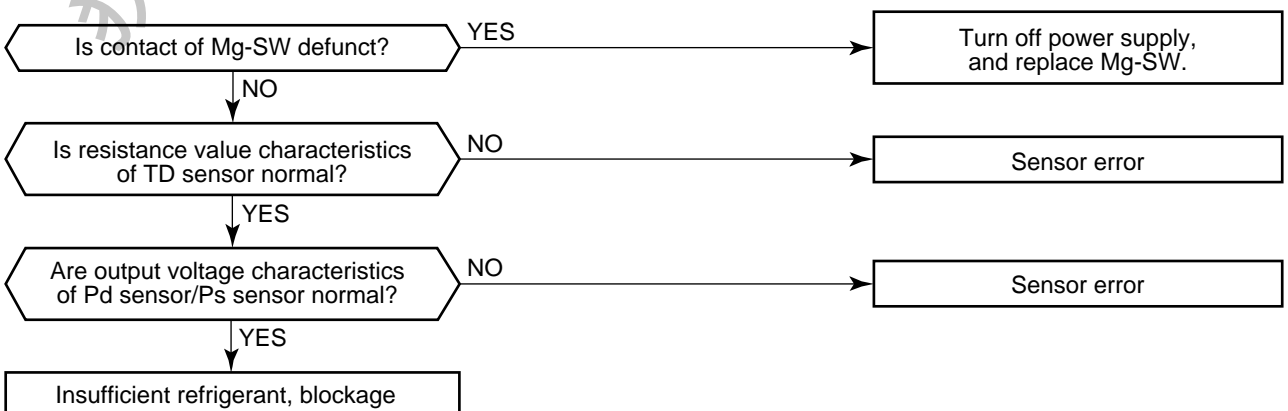 Is contact of Mg-SW defunct?
YES
Turn off power supply,
and replace Mg-SW.
NO
Is resistance value characteristics
of TD sensor normal?
NO
Sensor error
YES
Are output voltage characteristics
of Pd sensor/Ps sensor normal?
NO
Sensor error
YES
Insufficient refrigerant, blockage